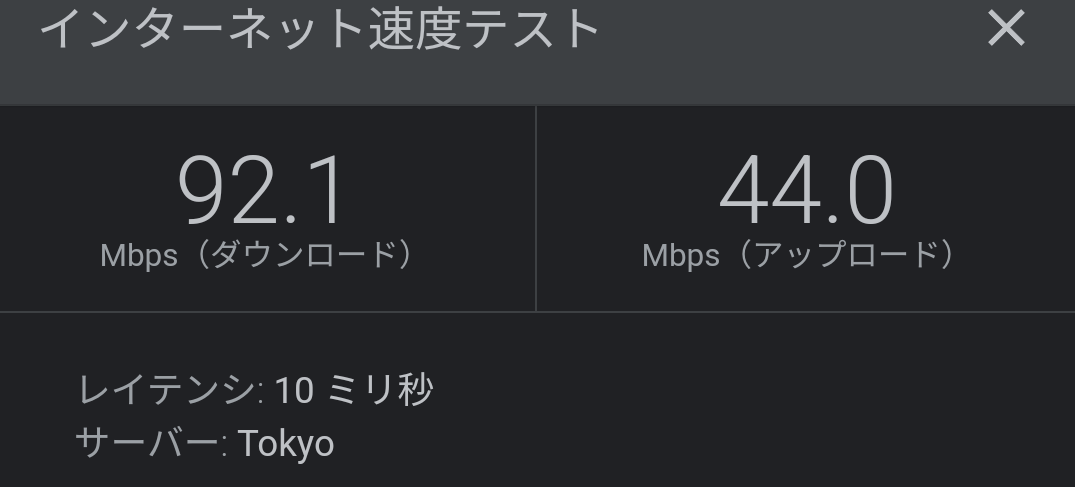 インターネット速度テスト
92.1
Mbps（ダウンロード）
44.0
Mbps（アップロード）
レイテンシ: 10 ミリ秒
サーバー: Tokyo